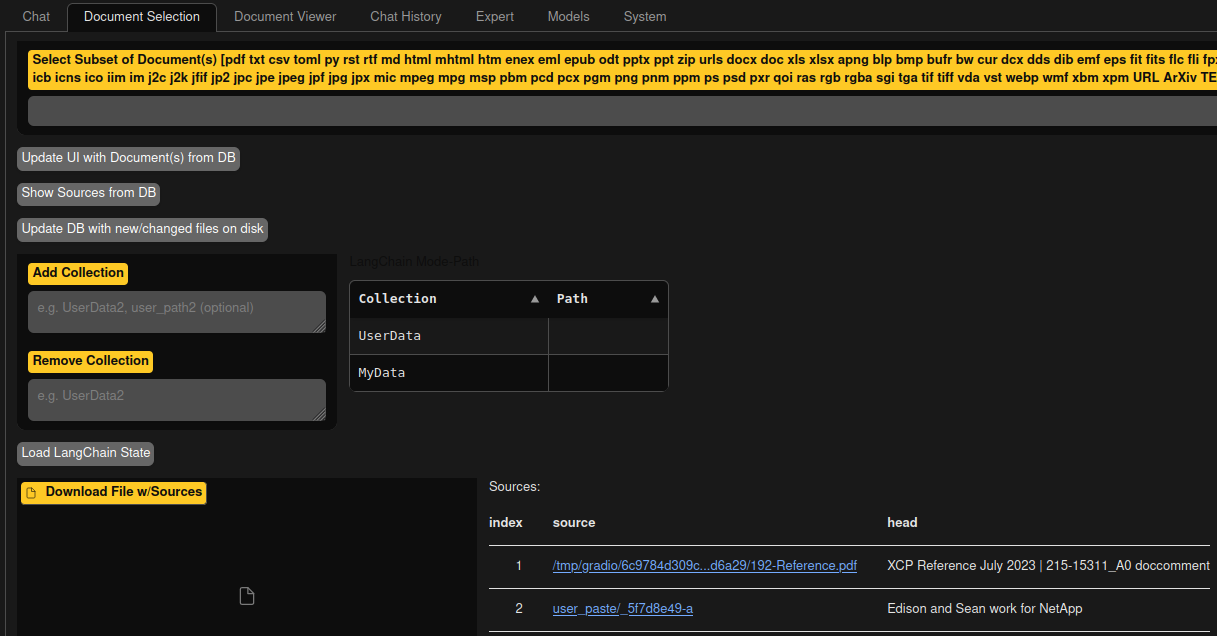 Chat Document Selection Document Viewer Chat History Expert Models System
Select Subset of Document(s) [pdf txt csv toml py rst rtf md html mhtml htm enex eml epub odt pptx ppt zip urls docx doc xls xlsx apng blp bmp bufr bw cur dcx dds dib emf eps fit fits flc fli
icb icns ico iim im j2c j2k jfif jp2 jpc jpe jpeg jpf jpg jpx mic mpeg mpg msp pbm pcd pcx pgm png pnm ppm ps psd pxr qoi ras rgb rgba sgi tga tif tiff vda vst webp wmf xbm xpm URL ArXiv TE
Update UI with Document(s) from DB
Show Sources from DB
Update DB with new/changed files on disk
LangChain Mode-Path
Add Collection
e.g. UserData2, user_path2 (optional)
Remove Collection
e.g. UserData2
Collection ▲ Path ▲
UserData
MyData
Load LangChain State
Download File w/Sources
Sources:
index source head
1 /tmp/gradio/6c9784d309c...d6a29/192-Reference.pdf XCP Reference July 2023 | 215-15311_A0 doccomment
2 user_paste/_5f7d8e49-a Edison and Sean work for NetApp